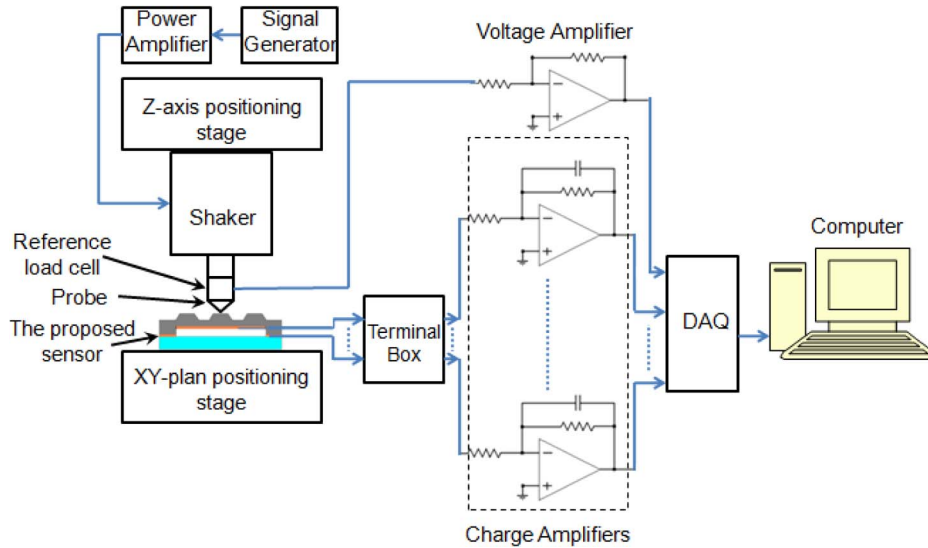 Power
Amplifier
Signal
Generator
Voltage Amplifier
Z-axis positioning
stage
Shaker
Computer
Reference
load cell
Probe
The proposed
sensor
Terminal
Box
DAQ
XY-plan positioning
stage
Charge Amplifiers